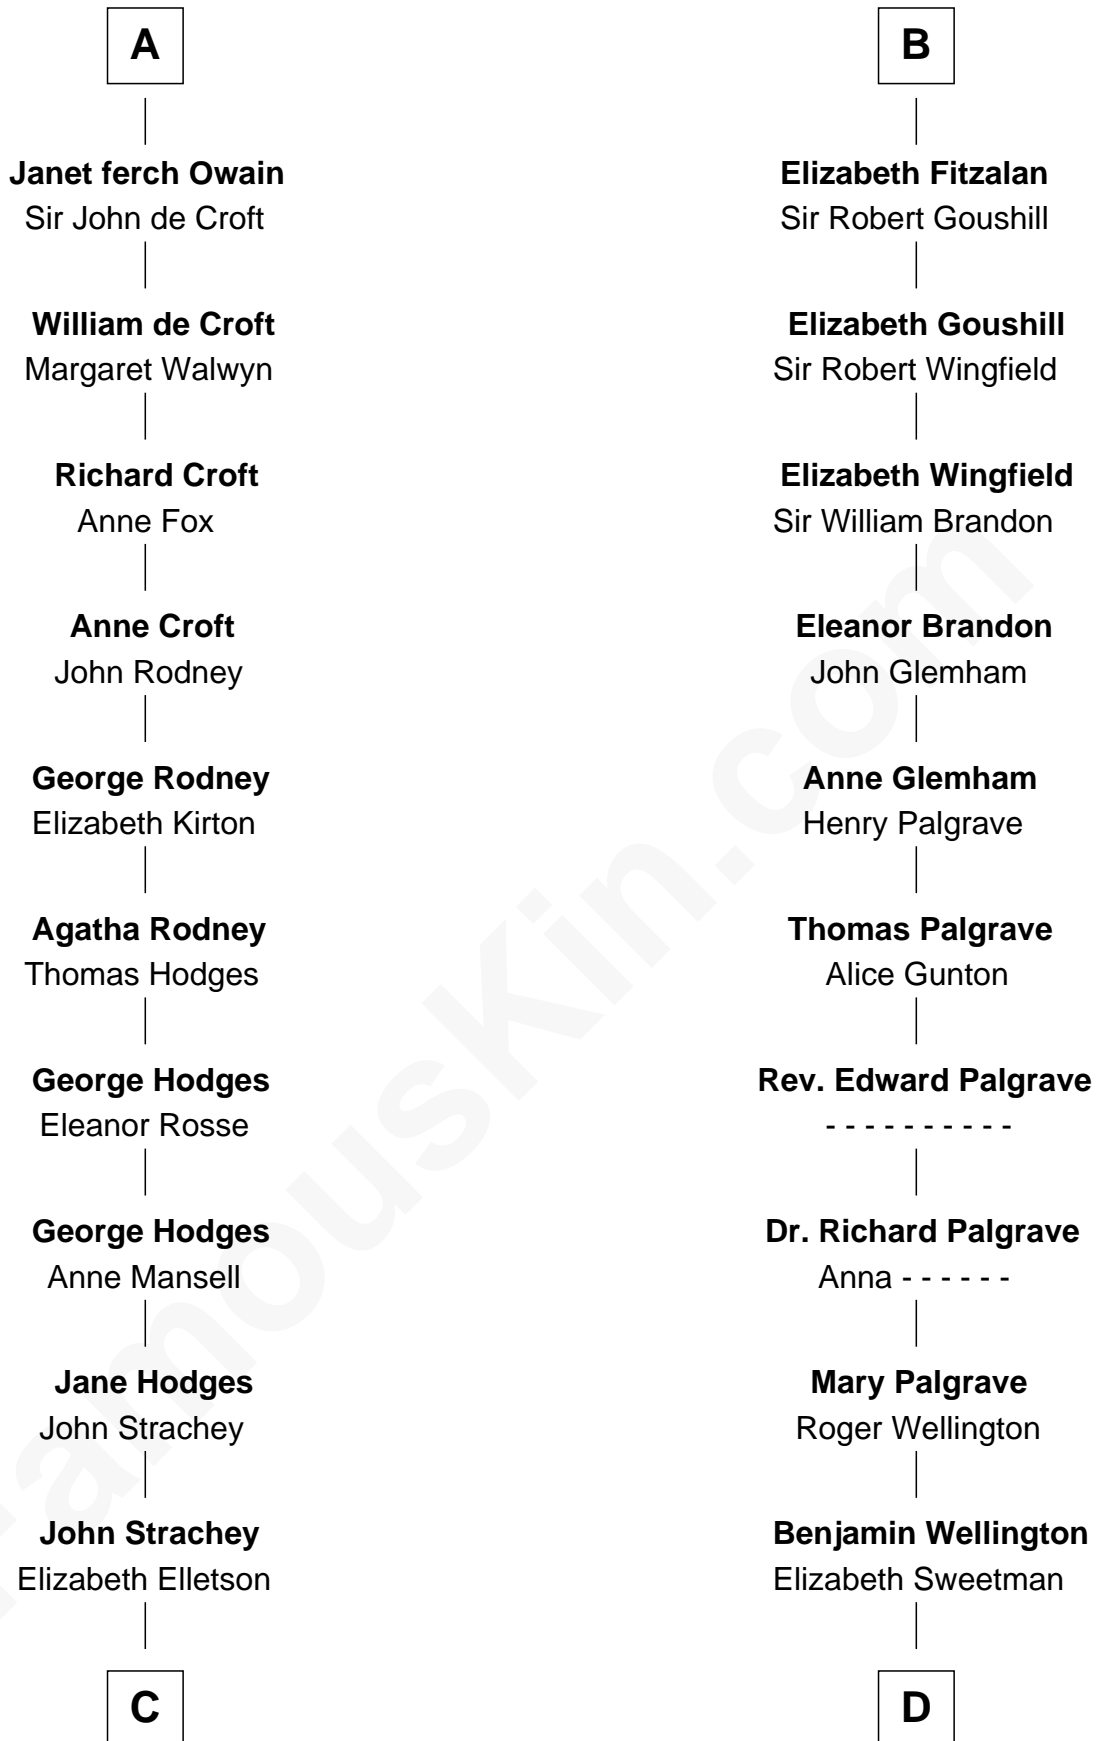 A
Janet ferch Owain
Sir John de Croft
William de Croft
Margaret Walwyn
Richard Croft
Anne Fox
Anne Croft
John Rodney
George Rodney
Elizabeth Kirton
Agatha Rodney
Thomas Hodges
George Hodges
Eleanor Rosse
George Hodges
Anne Mansell
Jane Hodges
John Strachey
John Strachey
Elizabeth Elletson
C
B
Elizabeth Fitzalan
Sir Robert Goushill
Elizabeth Goushill
Sir Robert Wingfield
Elizabeth Wingfield
Sir William Brandon
Eleanor Brandon
John Glemham
Anne Glemham
Henry Palgrave
Thomas Palgrave
Alice Gunton
Rev. Edward Palgrave
- - - - - - - - - -
Dr. Richard Palgrave
Anna - - - - - -
Mary Palgrave
Roger Wellington
Benjamin Wellington
Elizabeth Sweetman
D
FamousKin.com